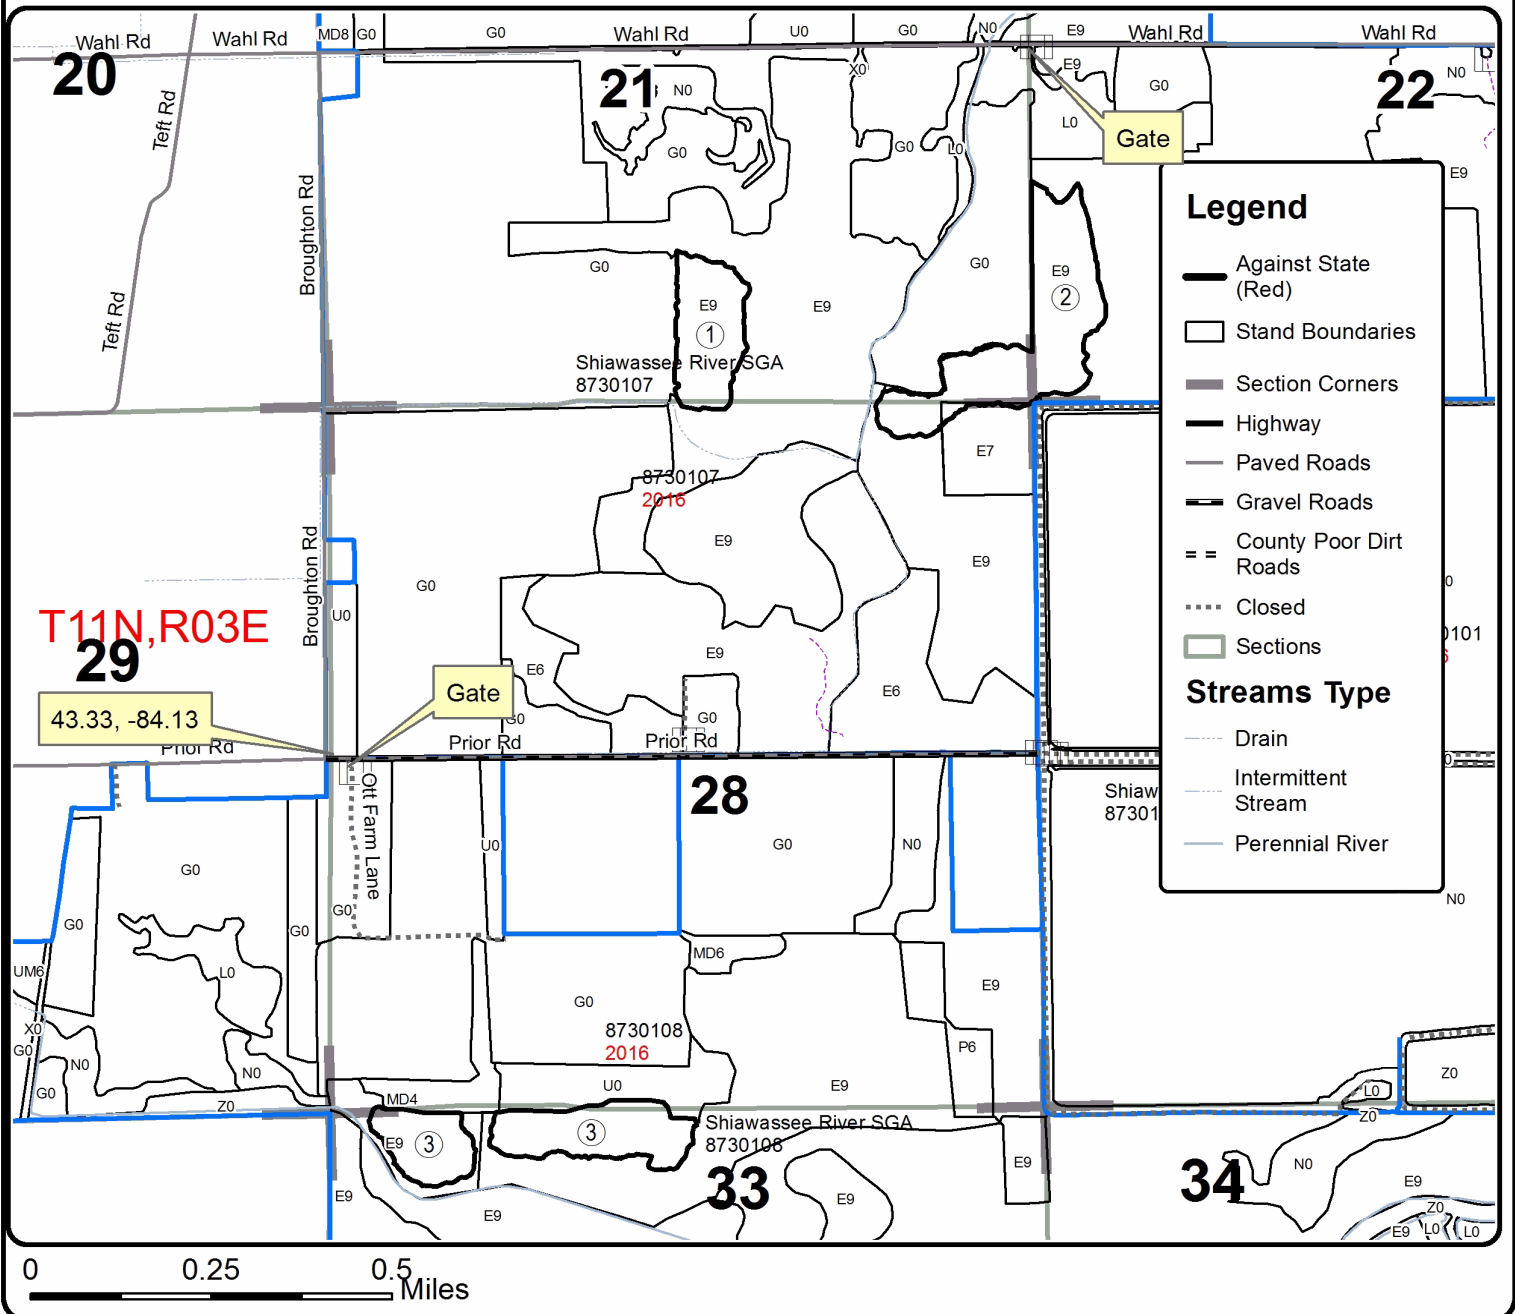 MD8
G0
G0
U0
G0
N0
E9
Wahl Rd
Wahl Rd
Wahl Rd
Wahl Rd
Wahl Rd
20
21
22
N0
X0
E9
G0
N0
Teft Rd
G0
G0
L0
L0
Gate
E9
Broughton Rd
G0
G0
E9
2
E9
1
E9
Teft Rd
Shiawassee River SGA
8730107
Legend
Against State
(Red)
Stand Boundaries
Section Corners
Highway
Paved Roads
Gravel Roads
County Poor Dirt
Roads
Closed
Sections
Streams Type
Drain
Intermittent
Stream
Perennial River
E7
8730107
2016
E9
E9
G0
Broughton Rd
U0
T11N,R03E
29
0
0101
E9
E6
E6
G0
G0
Gate
43.33, -84.13
Prior Rd
Prior Rd
Prior Rd
28
Ott Farm Lane
Shiaw
87301
0
U0
G0
N0
G0
G0
G0
G0
N0
UM6
L0
MD6
G0
E9
8730108
2016
X0
G0
N0
N0
G0
P6
U0
E9
Z0
MD4
Z0
L0
Z0
E9
3
3
Shiawassee River SGA
8730108
33
34
E9
N0
E9
E9
E9
E9
Z0
E9
L0
L0
0
0.25
0.5
Miles